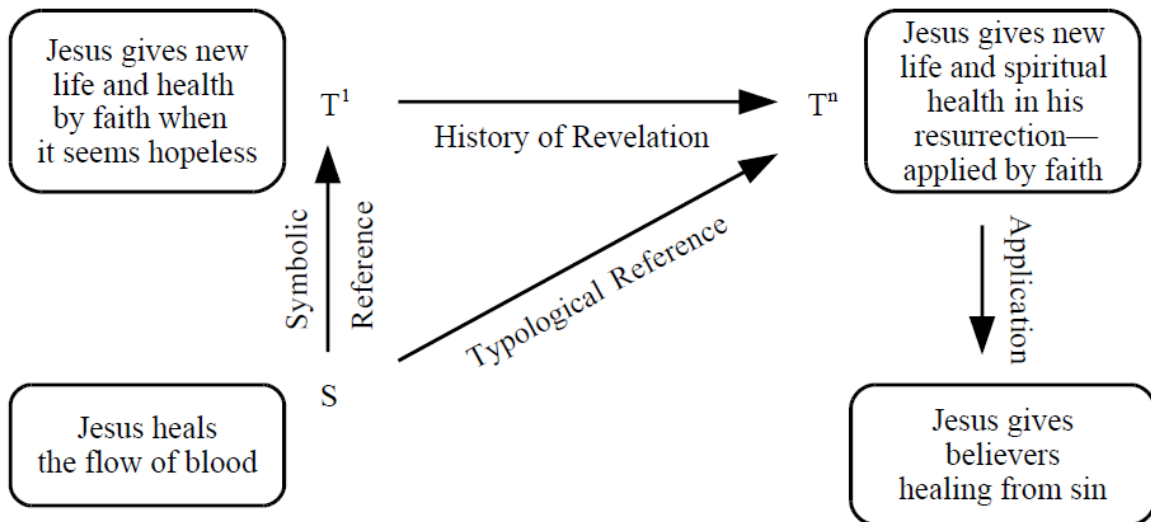 Jesus gives new
life and health
by faith when
it seems hopeless
T¹
History of Revelation
Tⁿ
Jesus gives new
life and spiritual
health in his
resurrection—
applied by faith
Symbolic
Reference
Typological Reference
Application
S
Jesus heals
the flow of blood
Jesus gives
believers
healing from sin